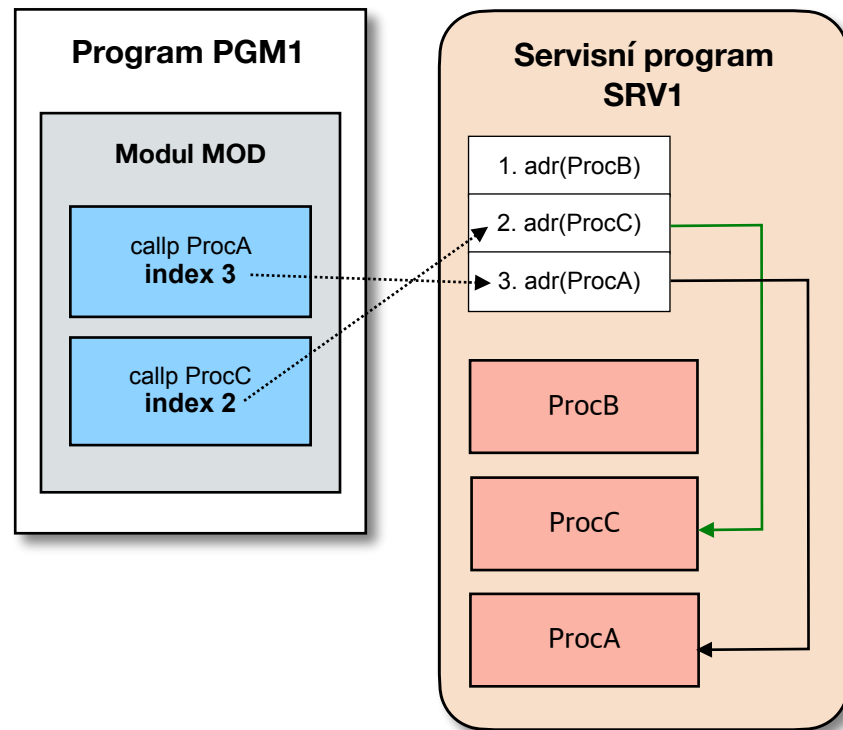 Program PGM1
Modul MOD
callp ProcA
index 3
callp ProcC
index 2
Servisní program
SRV1
1. adr(ProcB)
2. adr(ProcC)
3. adr(ProcA)
ProcB
ProcC
ProcA